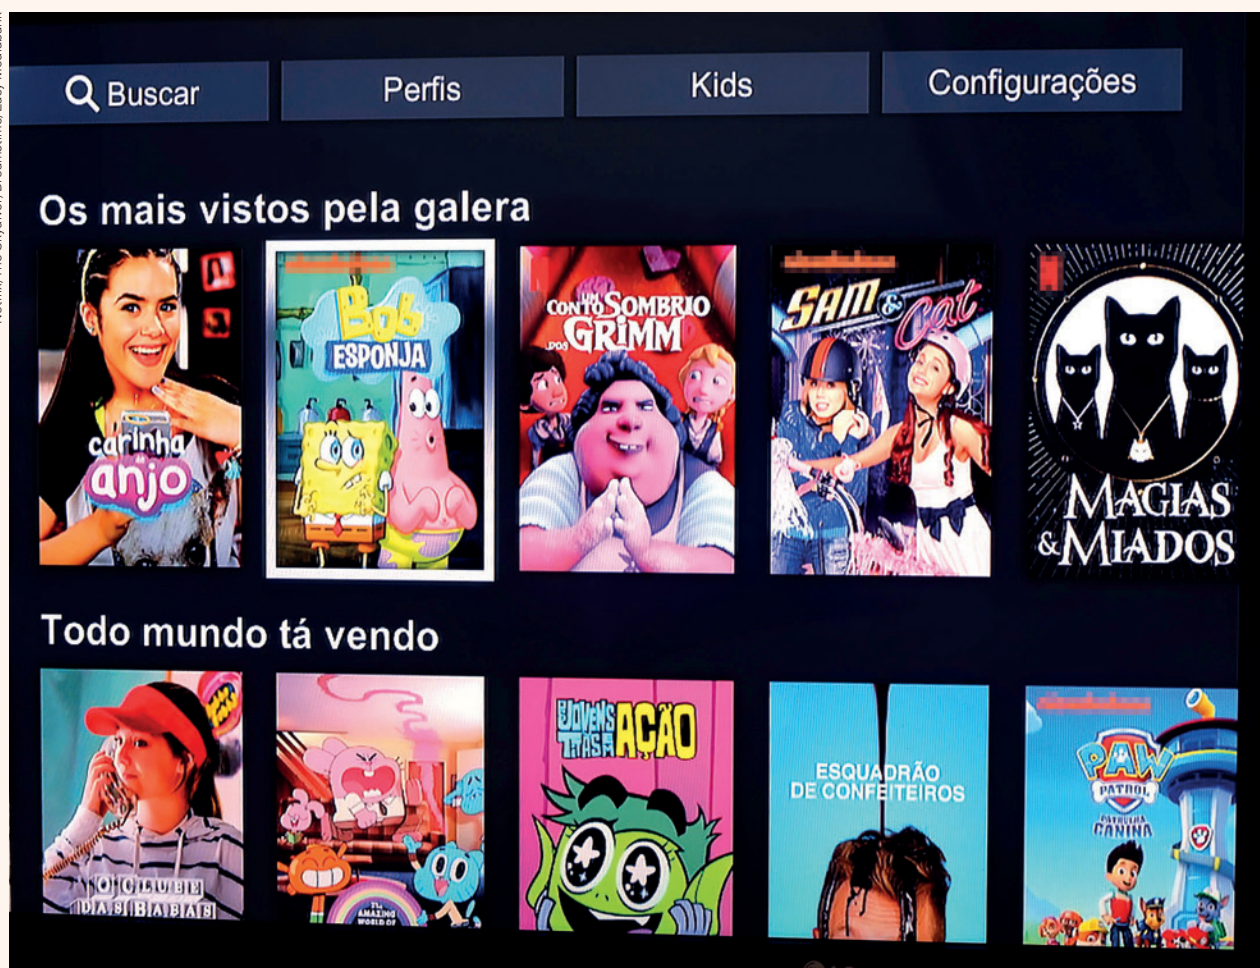 Buscar
Perfis
Kids
Configurações
Os mais vistos pela galera
carinha
de
anjo
Bob
ESPONJA
UM
CONTO SOMBRIO
DOS GRIMM
SAM & Cat
MAGIAS
& MIADOS
Todo mundo tá vendo
O CLUBE
DAS BABÁS
The
AMAZING
WORLD OF
JOVENS
TITÃS EM AÇÃO
ESQUADRÃO
DE CONFEITEIROS
PAW
PATROL
PATRULHA
CANINA